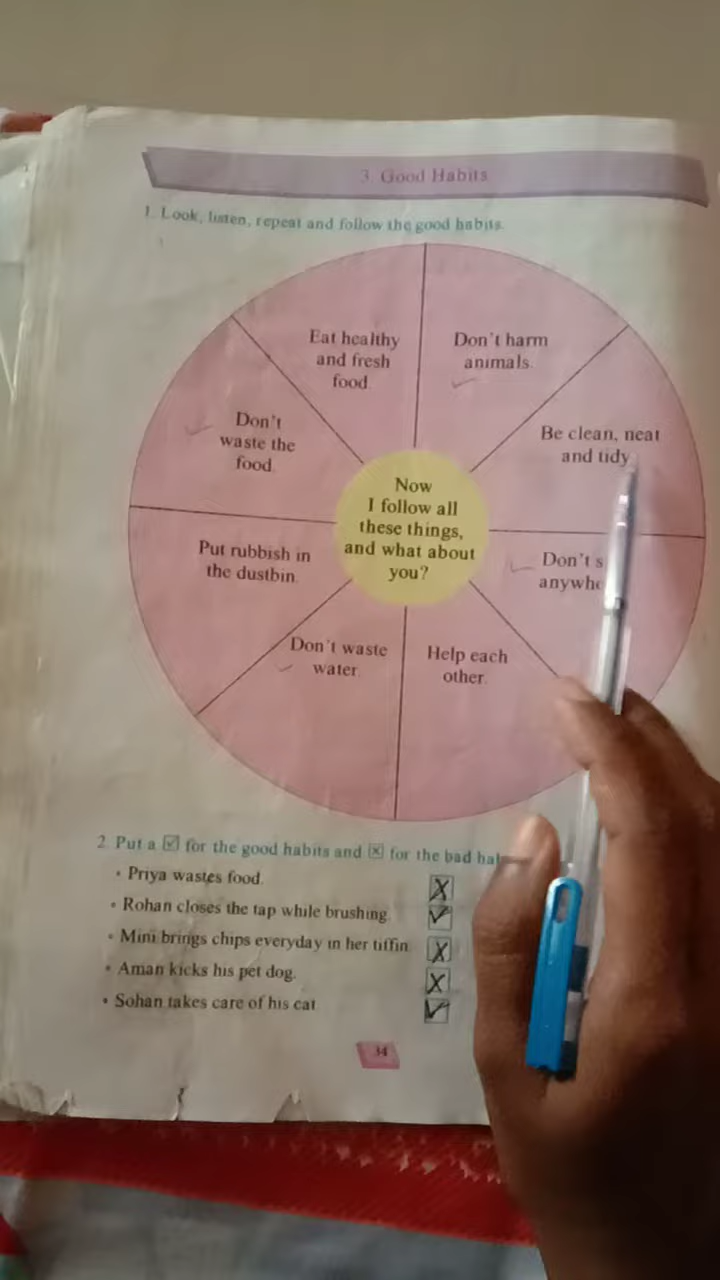 3. Good Habits
1. Look, listen, repeat and follow the good habits.
Eat healthy
and fresh
food.
Don't harm
animals.
Be clean, neat
and tidy
Don't
anywhe
Help each
other.
Don't waste
water.
Put rubbish in
the dustbin.
Don't
waste the
food.
Now
I follow all
these things,
and what about
you?
2. Put a ☑ for the good habits and ☒ for the bad
• Priya wastes food. ☒
• Rohan closes the tap while brushing. ☑
• Mini brings chips everyday in her tiffin. ☒
• Aman kicks his pet dog. ☒
• Sohan takes care of his cat. ☑
34